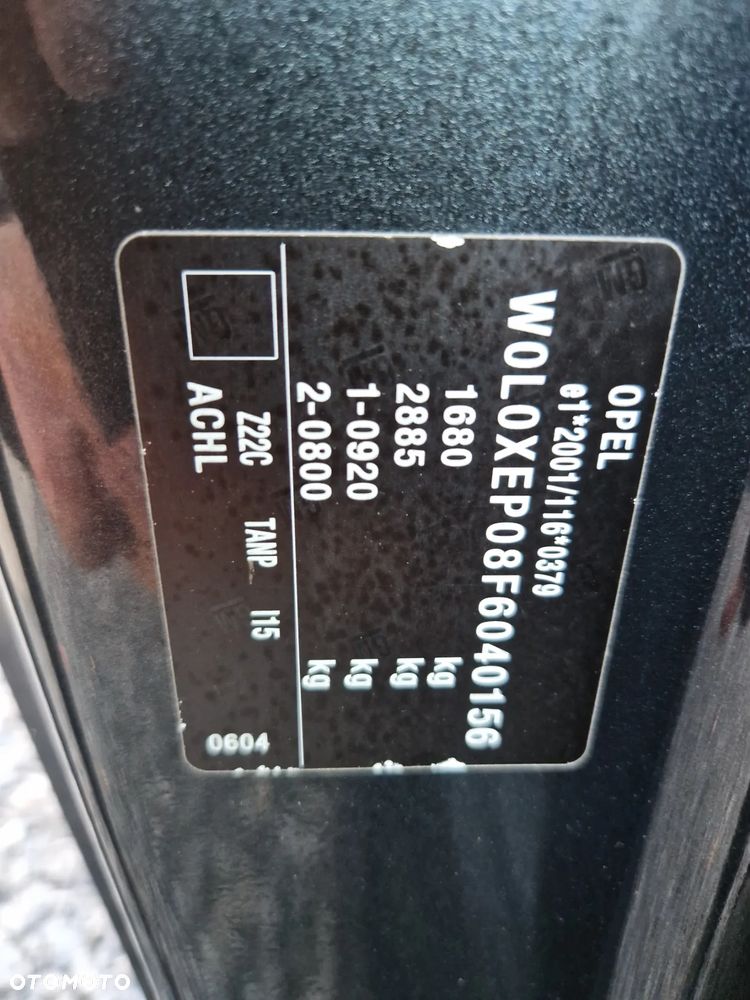 OPEL
e1*2001/116*0379
W0L0XEP08F6040156
1680 kg
2885 kg
1-0920 kg
2-0800 kg
Z22C TANP I15
ACHL
0604
OTOMOTO